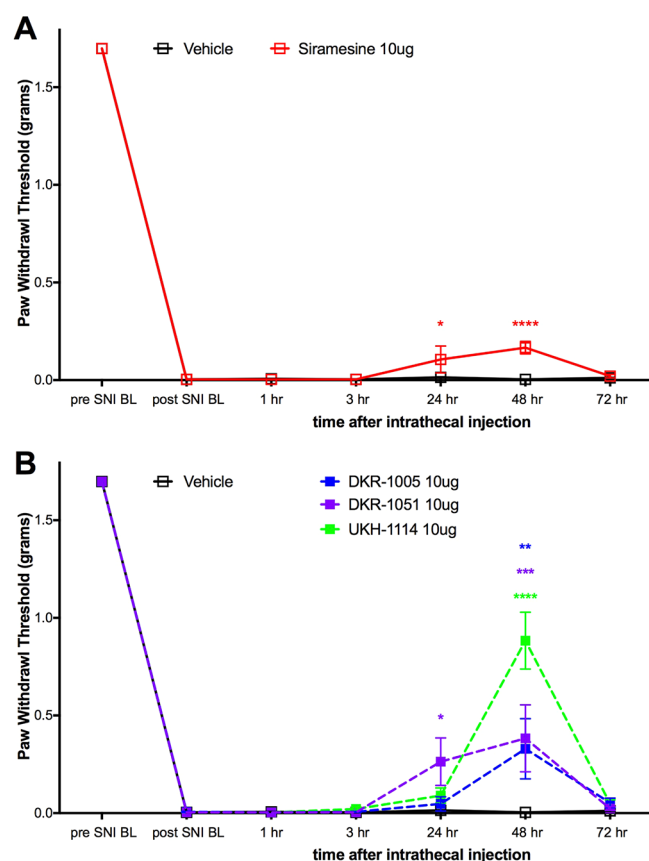 A
Vehicle Siramesine 10ug
Paw Withdrawl Threshold (grams)
1.5
1.0
0.5
0.0
* ****
pre SNI BL post SNI BL 1 hr 3 hr 24 hr 48 hr 72 hr
time after intrathecal injection
B
Vehicle DKR-1005 10ug
DKR-1051 10ug
UKH-1114 10ug
Paw Withdrawl Threshold (grams)
1.5
1.0
0.5
0.0
**
***
****
*
pre SNI BL post SNI BL 1 hr 3 hr 24 hr 48 hr 72 hr
time after intrathecal injection